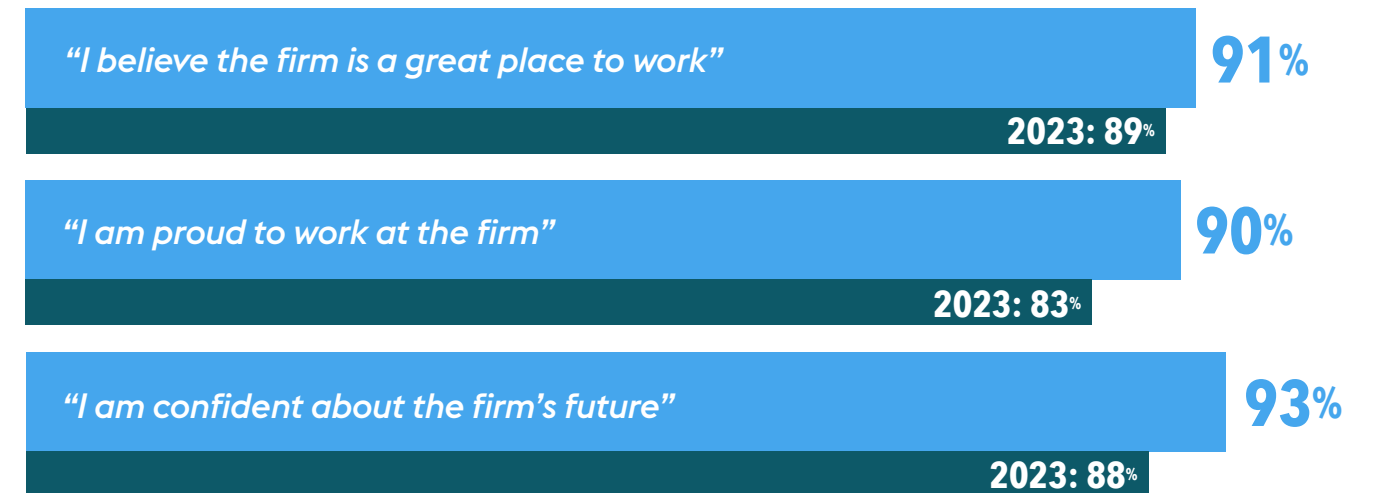 “I believe the firm is a great place to work” 91%
2023: 89%
“I am proud to work at the firm” 90%
2023: 83%
“I am confident about the firm’s future” 93%
2023: 88%